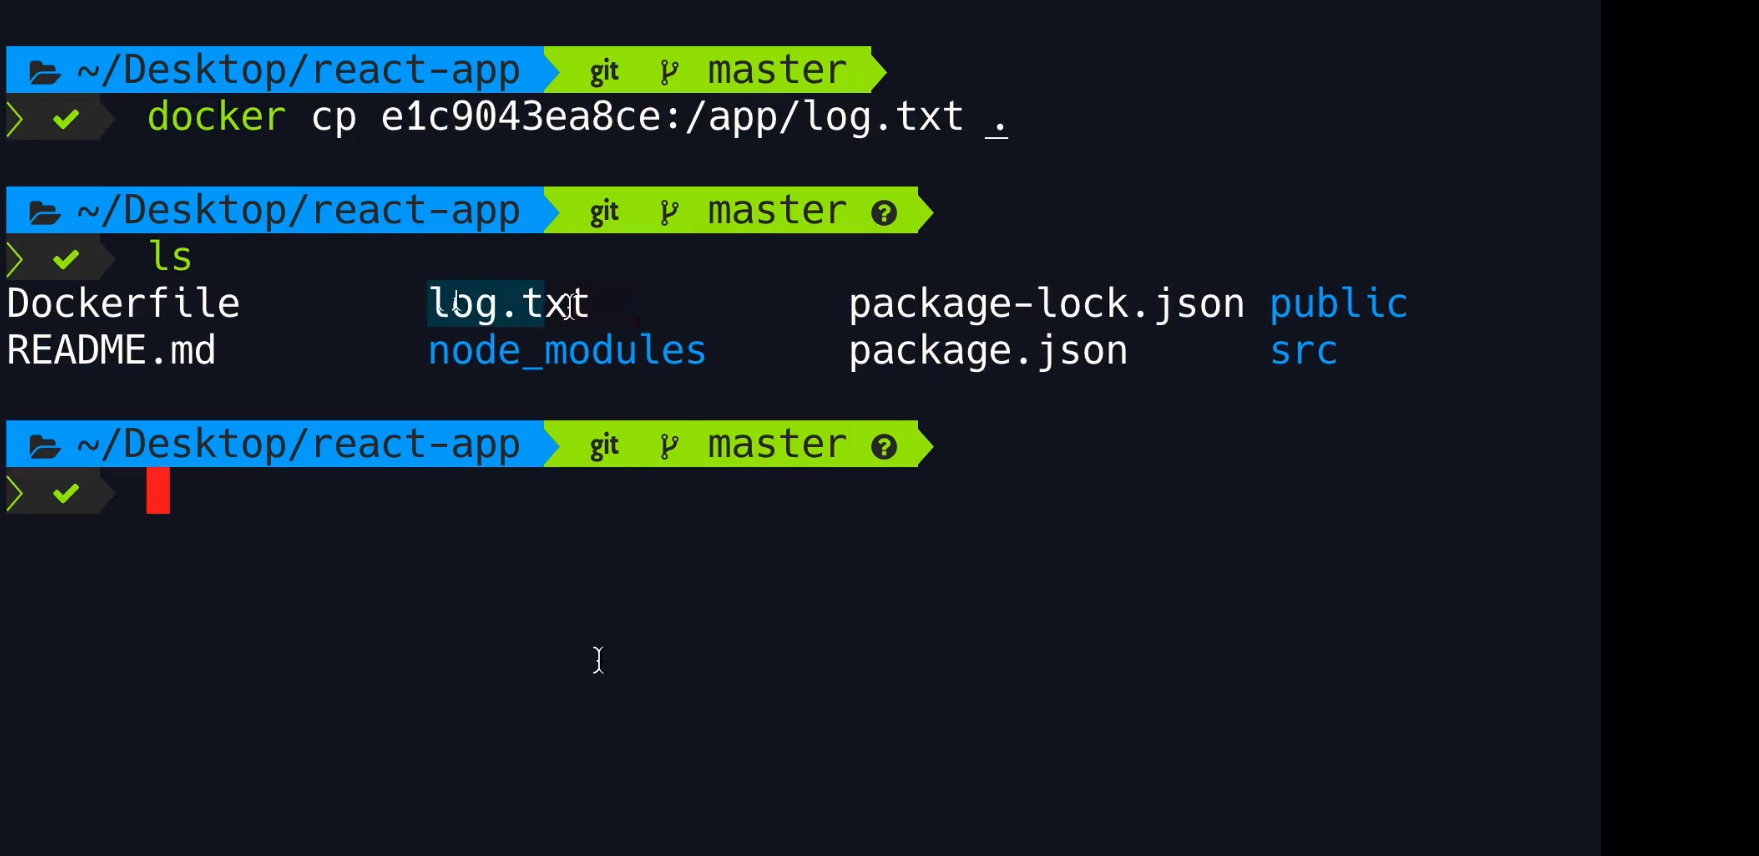 ~/Desktop/react-app git master
docker cp e1c9043ea8ce:/app/log.txt .
~/Desktop/react-app git master ?
ls
Dockerfile log.txt package-lock.json public
README.md node_modules package.json src
~/Desktop/react-app git master ?